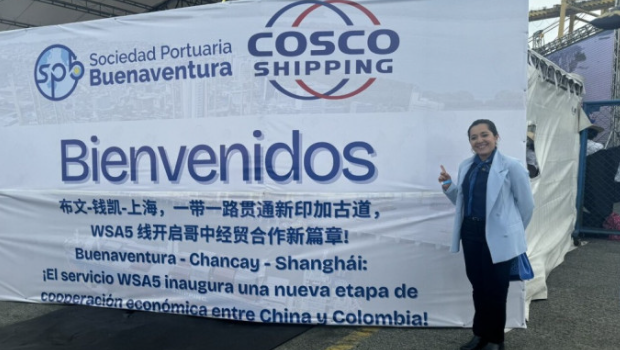 spb
Sociedad Portuaria
Buenaventura
COSCO
SHIPPING
Bienvenidos
布文-钱凯-上海，一带一路贯通新印加古道，
WSA5 线开启哥中经贸合作新篇章!
Buenaventura - Chancay - Shanghái:
¡El servicio WSA5 inaugura una nueva etapa de
cooperación económica entre China y Colombia!